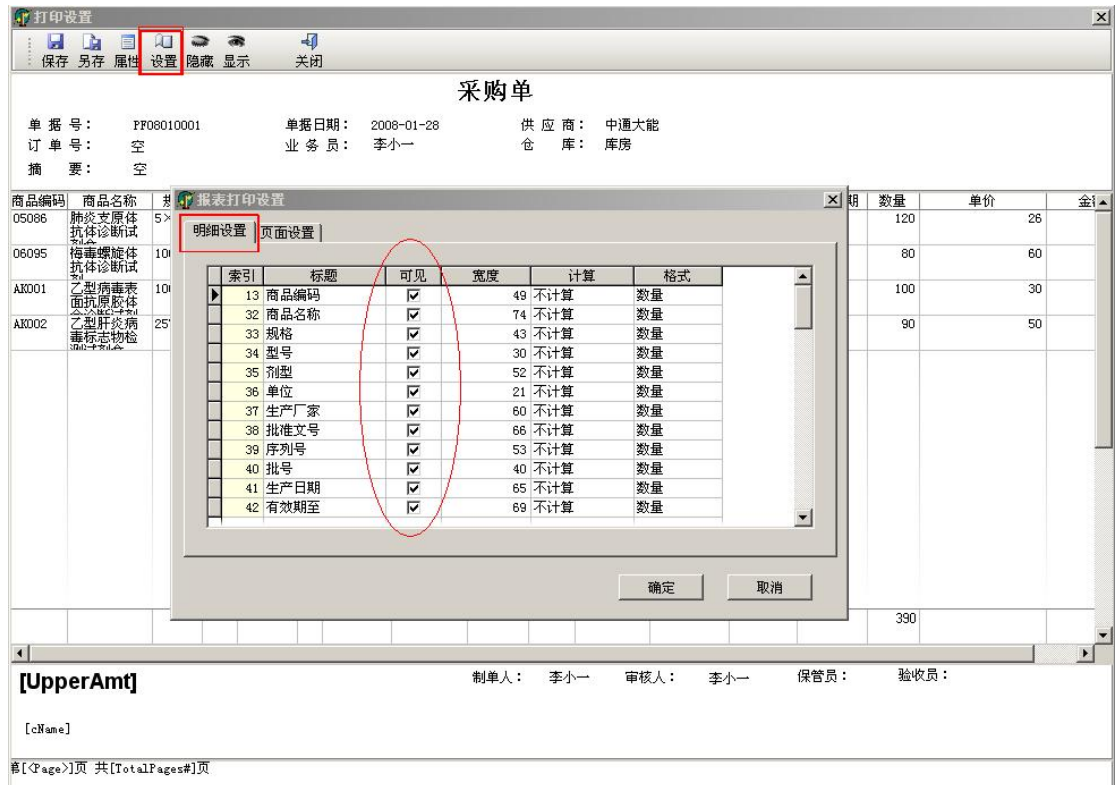 打印设置
保存 另存 属性 设置 隐藏 显示 关闭
采购单
单 据 号： PF08010001 单据日期： 2008-01-28 供 应 商： 中通大能
订 单 号： 空 业 务 员： 李小一 仓 库： 库房
摘 要： 空
商品编码 商品名称 期 数量 单价
05086 肺炎支原体 5× 120 26
抗体诊断试
06095 梅毒螺旋体 10 80 60
抗体诊断试
AK001 乙型病毒表 10 100 30
面抗原胶体
AK002 乙型肝炎病 25 90 50
毒标志物检
390
报表打印设置
明细设置 页面设置
索引 标题 可见 宽度 计算 格式
13 商品编码 49 不计算 数量
32 商品名称 74 不计算 数量
33 规格 43 不计算 数量
34 型号 30 不计算 数量
35 剂型 52 不计算 数量
36 单位 21 不计算 数量
37 生产厂家 60 不计算 数量
38 批准文号 66 不计算 数量
39 序列号 53 不计算 数量
40 批号 40 不计算 数量
41 生产日期 65 不计算 数量
42 有效期至 69 不计算 数量
确定 取消
[UpperAmt] 制单人： 李小一 审核人： 李小一 保管员： 验收员：
[cName]
第[<Page>]页 共[TotalPages#]页